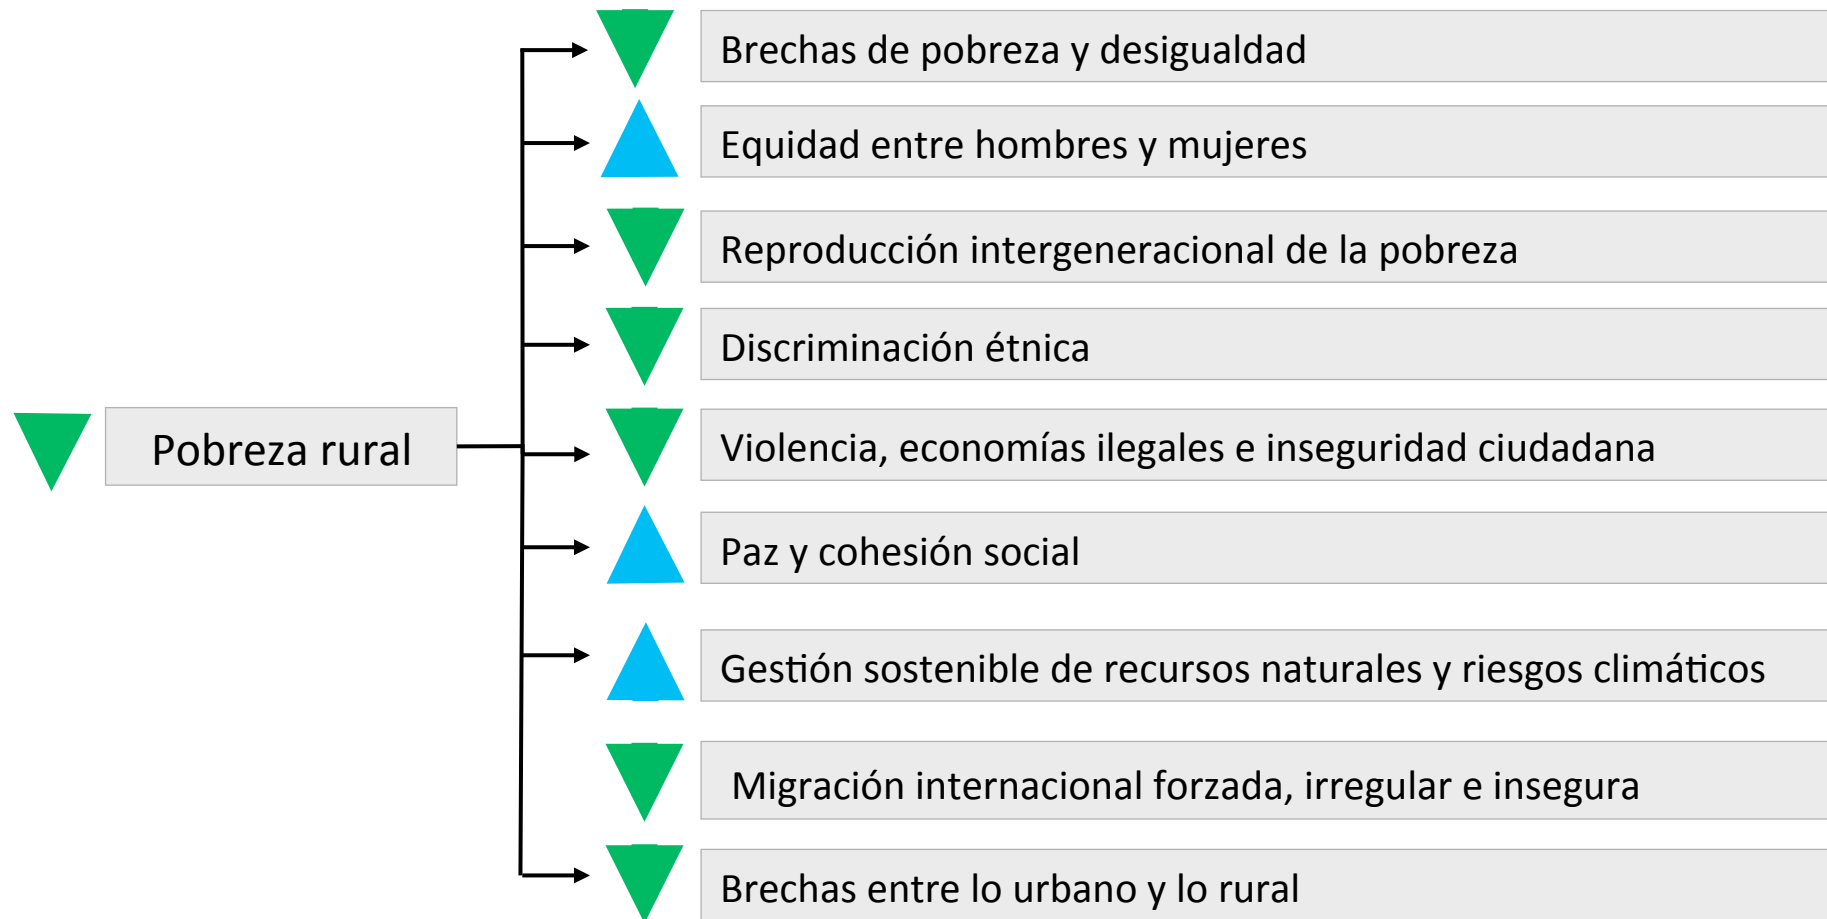 Brechas de pobreza y desigualdad
Equidad entre hombres y mujeres
Reproducción intergeneracional de la pobreza
Discriminación étnica
Pobreza rural
Violencia, economías ilegales e inseguridad ciudadana
Paz y cohesión social
Gestión sostenible de recursos naturales y riesgos climáticos
Migración internacional forzada, irregular e insegura
Brechas entre lo urbano y lo rural